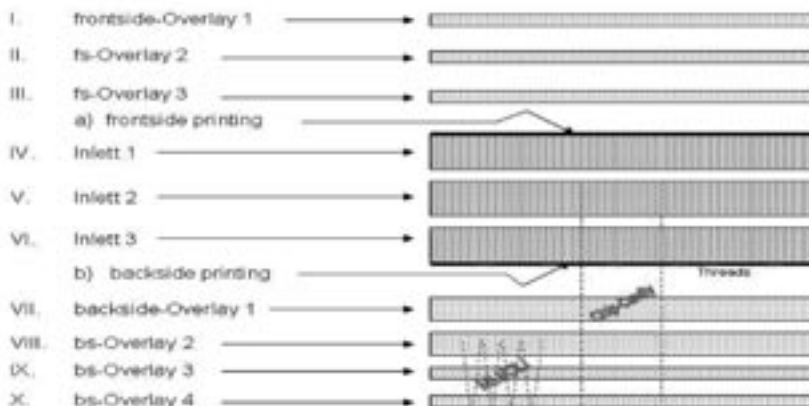 I. frontside-Overlay 1
II. fs-Overlay 2
III. fs-Overlay 3
a) frontside printing
IV. Inlett 1
V. Inlett 2
VI. Inlett 3
b) backside printing
Threads
VII. backside-Overlay 1
VIII. bs-Overlay 2
IX. bs-Overlay 3
X. bs-Overlay 4